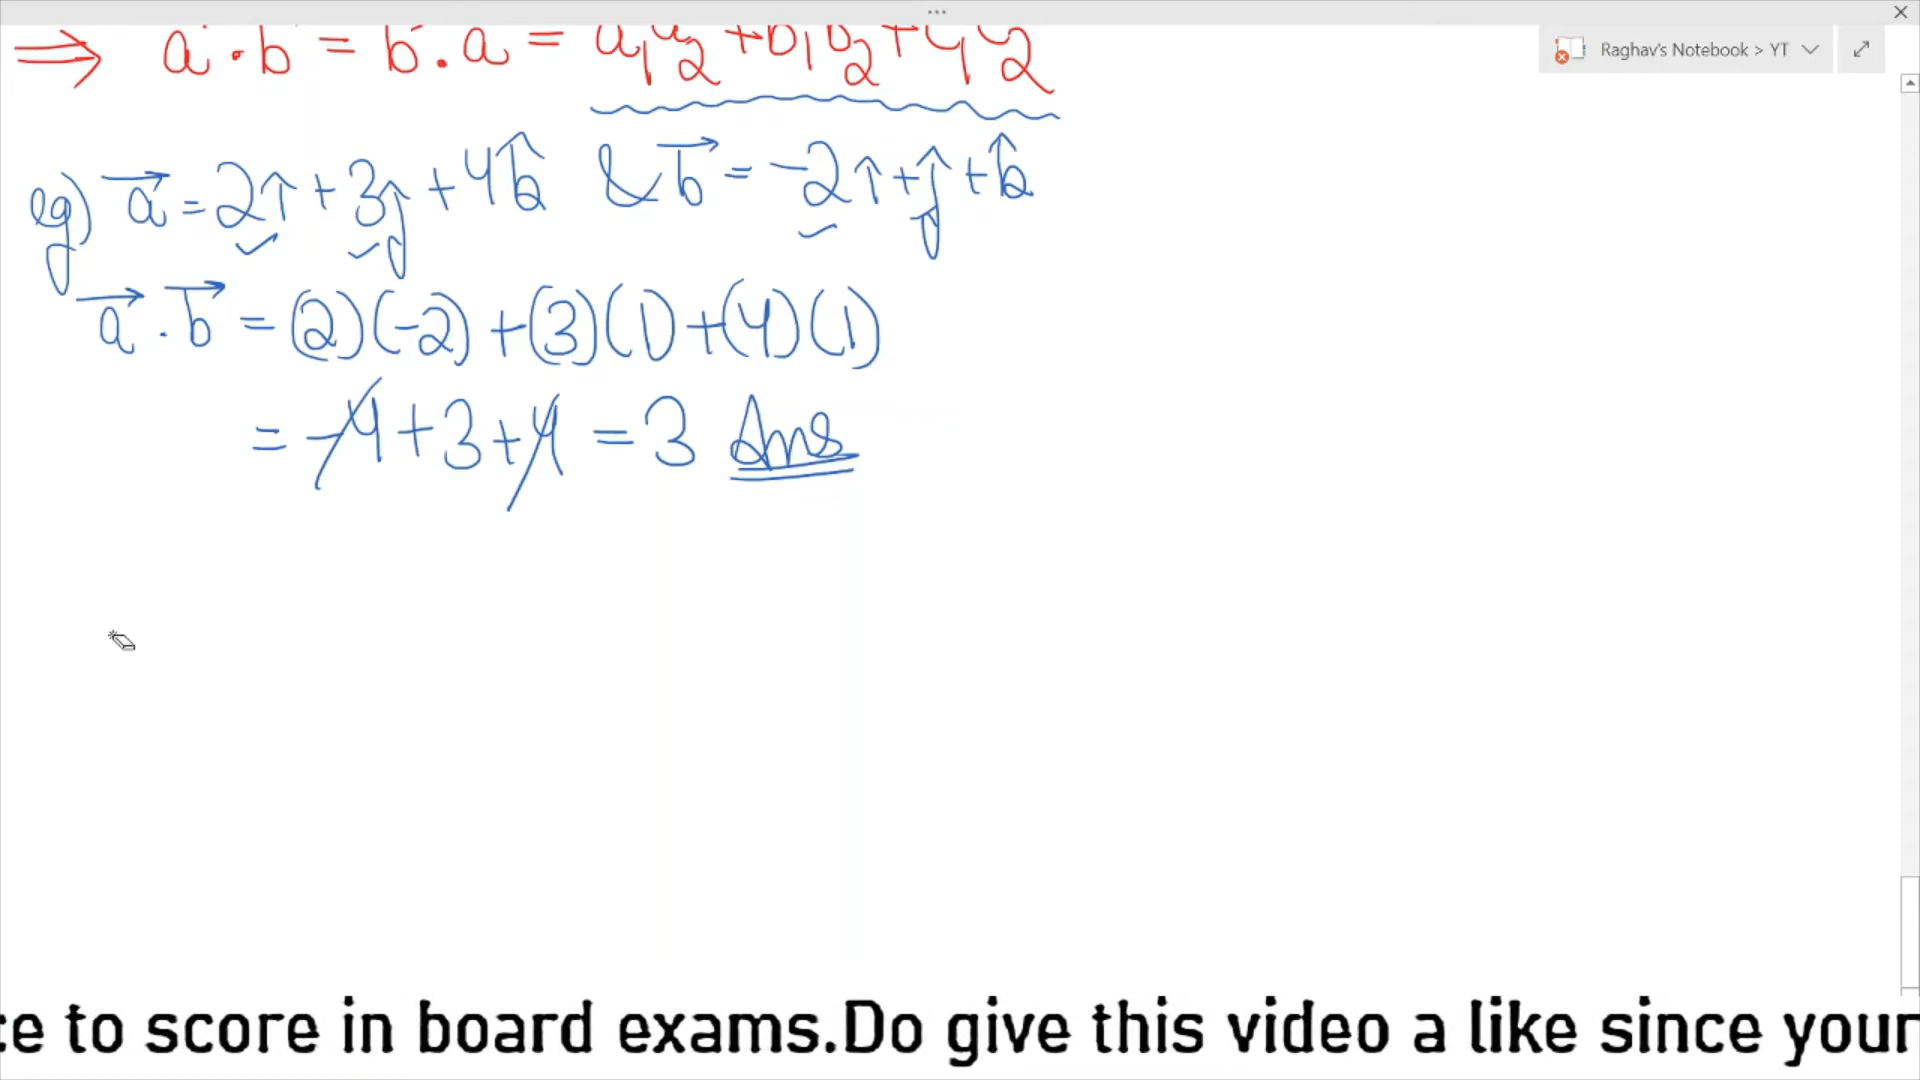 Raghav's Notebook > YT
⇒ a · b = b · a = a₁a₂ + b₁b₂ + c₁c₂
eg) a⃗ = 2î + 3ĵ + 4k̂ & b⃗ = -2î + ĵ + k̂
a⃗ · b⃗ = (2)(-2) + (3)(1) + (4)(1)
= -4 + 3 + 4 = 3 Ans
to score in board exams.Do give this video a like since your